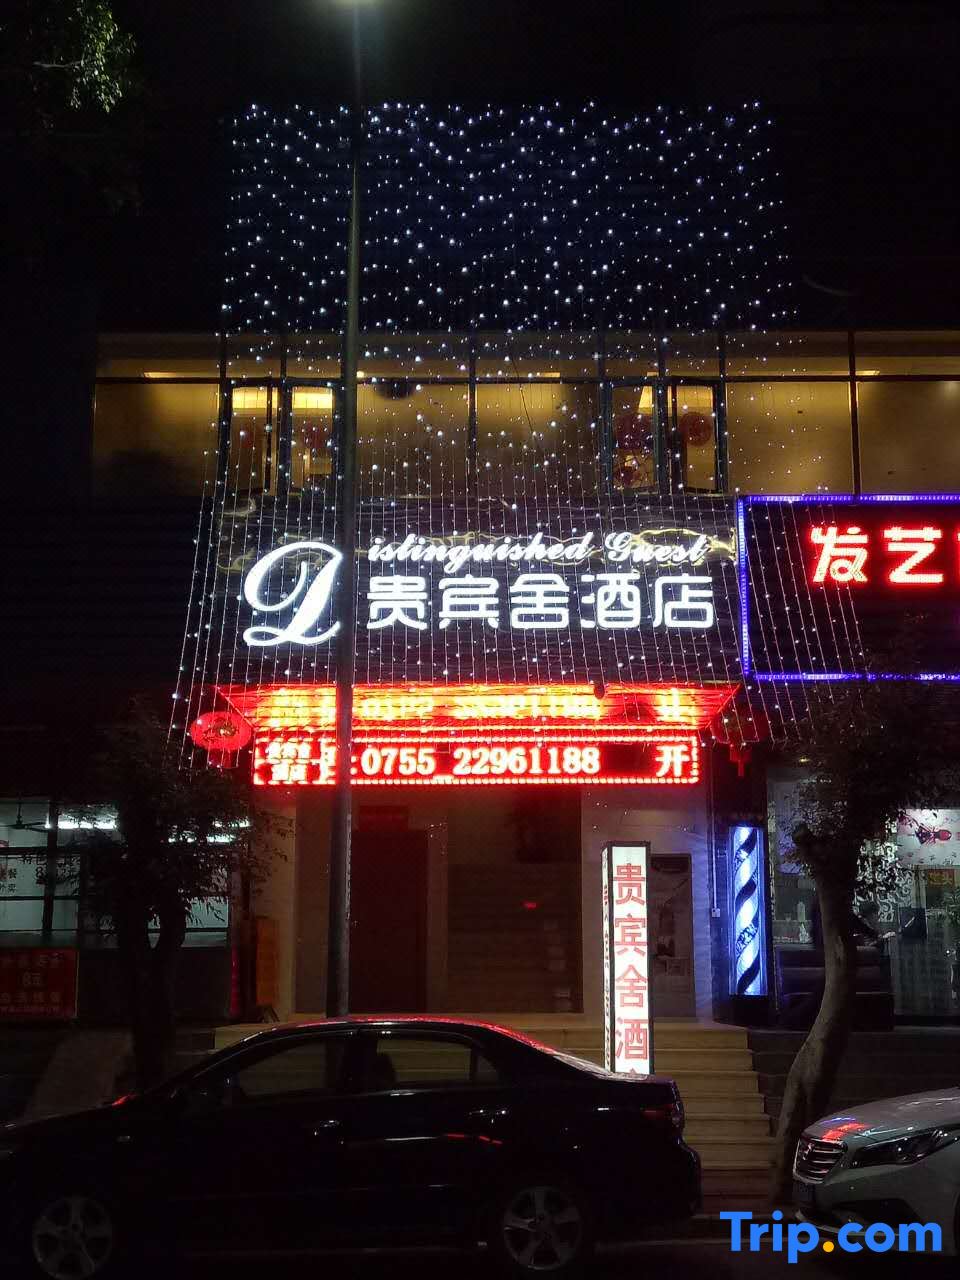 Distinguished Guest
贵宾舍酒店
发艺
0755 22961188 开
贵宾舍酒
Trip.com